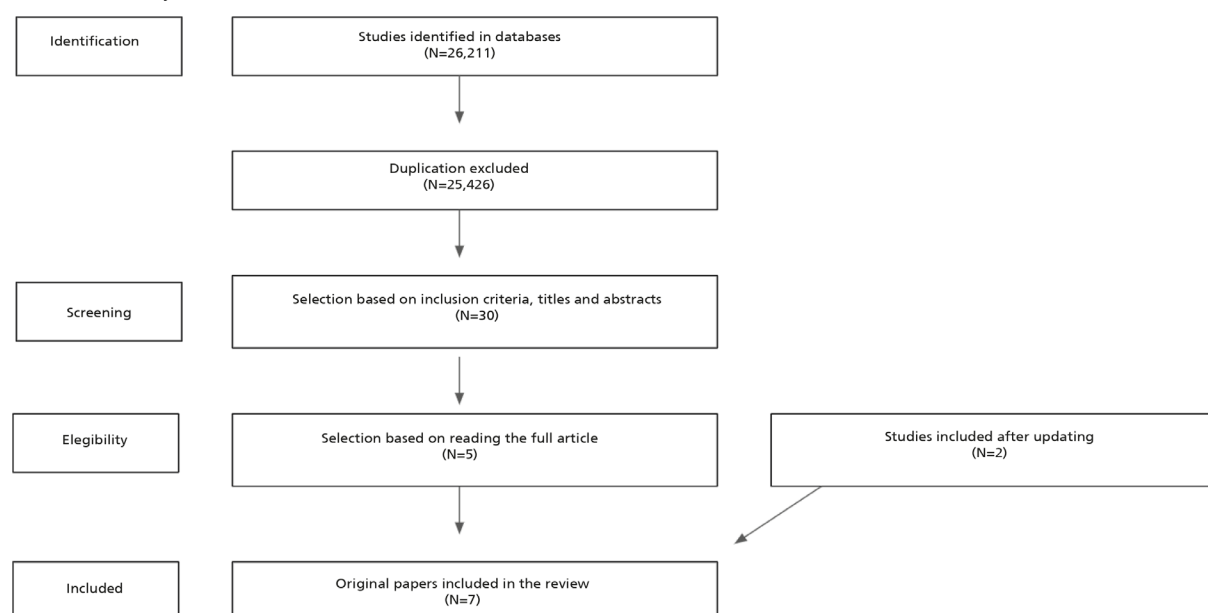 Identification
Studies identified in databases
(N=26,211)
Duplication excluded
(N=25,426)
Screening
Selection based on inclusion criteria, titles and abstracts
(N=30)
Elegibility
Selection based on reading the full article
(N=5)
Studies included after updating
(N=2)
Included
Original papers included in the review
(N=7)